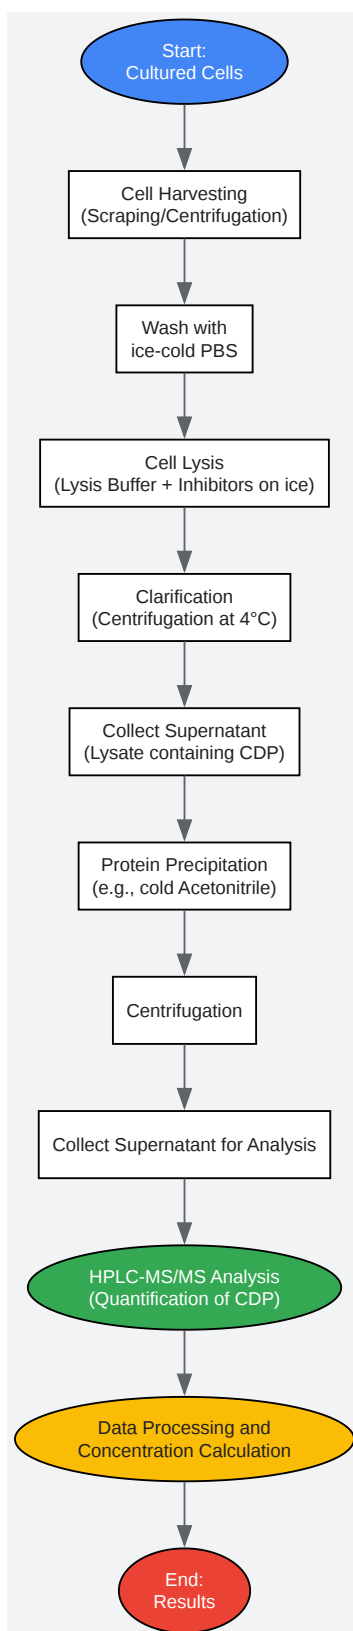 Start:
Cultured Cells
Cell Harvesting
(Scraping/Centrifugation)
Wash with
ice-cold PBS
Cell Lysis
(Lysis Buffer + Inhibitors on ice)
Clarification
(Centrifugation at 4°C)
Collect Supernatant
(Lysate containing CDP)
Protein Precipitation
(e.g., cold Acetonitrile)
Centrifugation
Collect Supernatant for Analysis
HPLC-MS/MS Analysis
(Quantification of CDP)
Data Processing and
Concentration Calculation
End:
Results